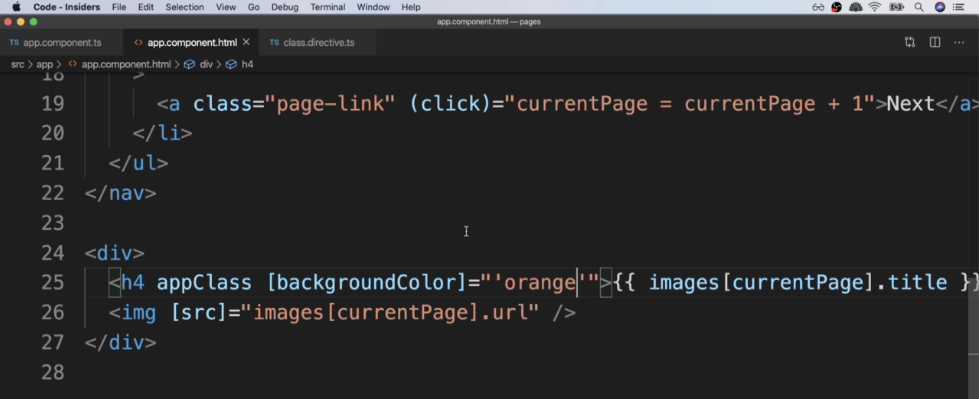 Code - Insiders File Edit Selection View Go Debug Terminal Window Help
app.component.html — pages
TS app.component.ts <> app.component.html × TS class.directive.ts
src > app > <> app.component.html > div > h4
18 >
19 <a class="page-link" (click)="currentPage = currentPage + 1">Next</a>
20 </li>
21 </ul>
22 </nav>
23
24 <div>
25 <h4 appClass [backgroundColor]="'orange'">{{ images[currentPage].title }}
26 <img [src]="images[currentPage].url" />
27 </div>
28